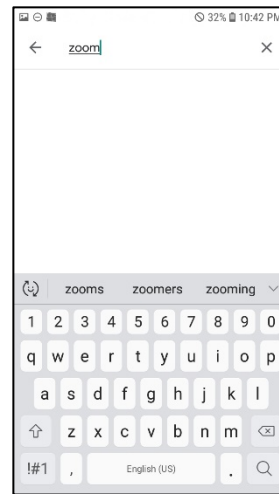 32% 10:42 PM
zoom
zooms zoomers zooming
1 2 3 4 5 6 7 8 9 0
q w e r t y u i o p
a s d f g h j k l
z x c v b n m
!#1 , English (US) .